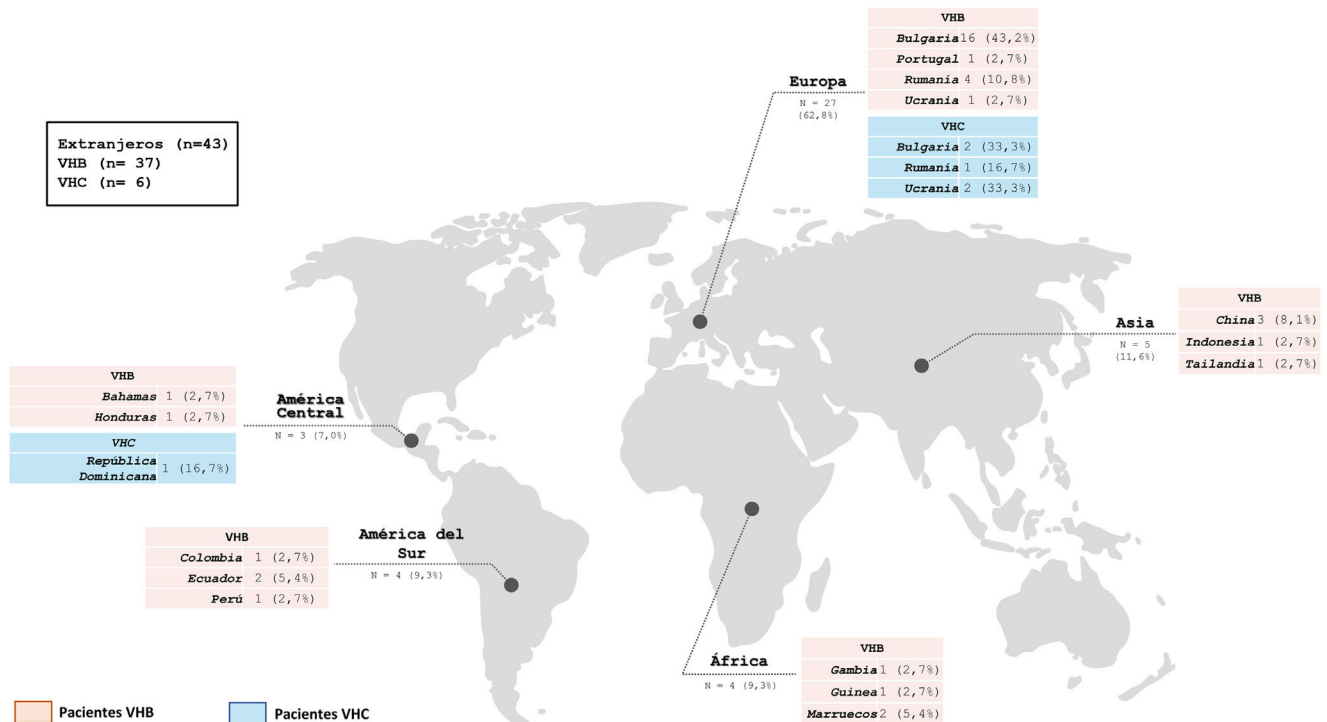 VHB
Bulgaria 16 (43,2%)
Portugal 1 (2,7%)
Rumanía 4 (10,8%)
Ucrania 1 (2,7%)
Europa
N = 27
(62,8%)
VHC
Bulgaria 2 (33,3%)
Rumanía 1 (16,7%)
Ucrania 2 (33,3%)
Extranjeros (n=43)
VHB (n= 37)
VHC (n= 6)
VHB
China 3 (8,1%)
Indonesia 1 (2,7%)
Tailandia 1 (2,7%)
Asia
N = 5
(11,6%)
VHB
Bahamas 1 (2,7%)
Honduras 1 (2,7%)
VHC
República
Dominicana 1 (16,7%)
América
Central
N = 3 (7,0%)
VHB
Colombia 1 (2,7%)
Ecuador 2 (5,4%)
Perú 1 (2,7%)
América del
Sur
N = 4 (9,3%)
África
N = 4 (9,3%)
VHB
Gambia 1 (2,7%)
Guinea 1 (2,7%)
Marruecos 2 (5,4%)
Pacientes VHB
Pacientes VHC